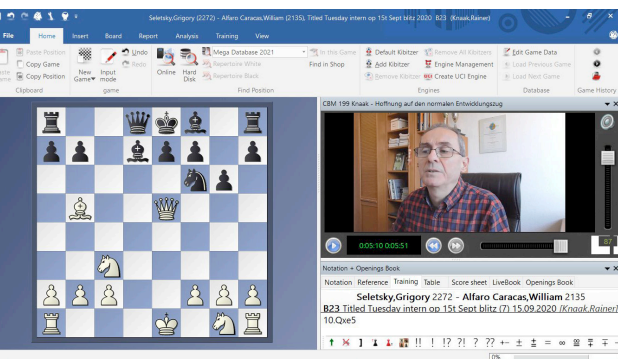 Seletsky,Grigory (2272) - Alfaro Caracas,William (2135), Titled Tuesday intern op 15t Sept blitz 2020 B23 (Knaak,Rainer)
File Home Insert Board Report Analysis Training View
Paste Position
Copy Game
Copy Position
Clipboard
New Game
Input mode
Undo
Redo
game
Online
Hard Disk
Mega Database 2021
Repertoire White
Repertoire Black
In this Game
Find in Shop
Find Position
Default Kibitzer
Add Kibitzer
Remove Kibitzer
Remove All Kibitzers
Engine Management
Create UCI Engine
Engines
Edit Game Data
Load Previous Game
Load Next Game
Database
Game History
CBM 199 Knaak - Hoffnung auf den normalen Entwicklungszug
0:05:10 0:05:51
87
Notation + Openings Book
Notation Reference Training Table Score sheet LiveBook Openings Book
Seletsky,Grigory 2272 - Alfaro Caracas,William 2135
B23 Titled Tuesday intern op 15t Sept blitz (7) 15.09.2020 [Knaak,Rainer]
10.Qxe5
!! ! !? ?! ? ?? +- ± ⩲ = ∞
0%